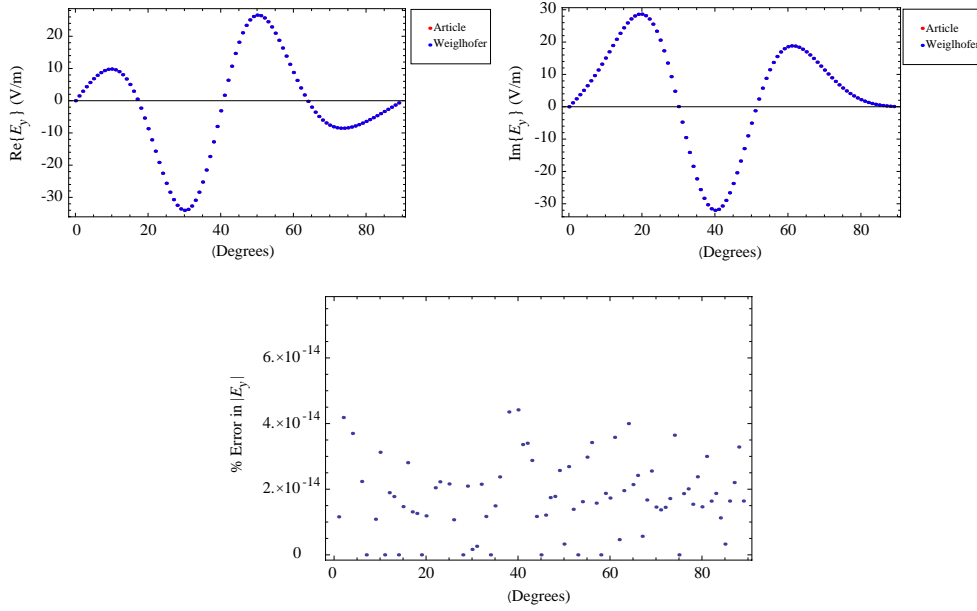 Re{E_y} (V/m)
20
10
0
-10
-20
-30
0 20 40 60 80
(Degrees)
Article
Weiglhofer
Im{E_y} (V/m)
30
20
10
0
-10
-20
-30
0 20 40 60 80
(Degrees)
Article
Weiglhofer
% Error in |E_y|
6.×10^-14
4.×10^-14
2.×10^-14
0
0 20 40 60 80
(Degrees)